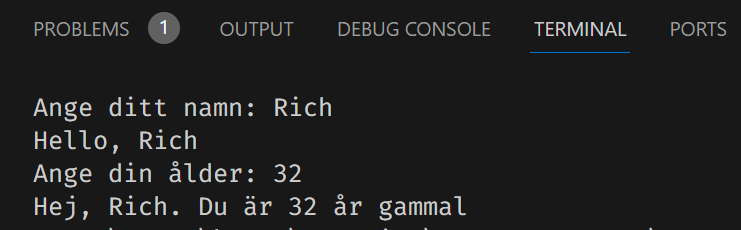 PROBLEMS 1 OUTPUT DEBUG CONSOLE TERMINAL PORTS
Ange ditt namn: Rich
Hello, Rich
Ange din ålder: 32
Hej, Rich. Du är 32 år gammal